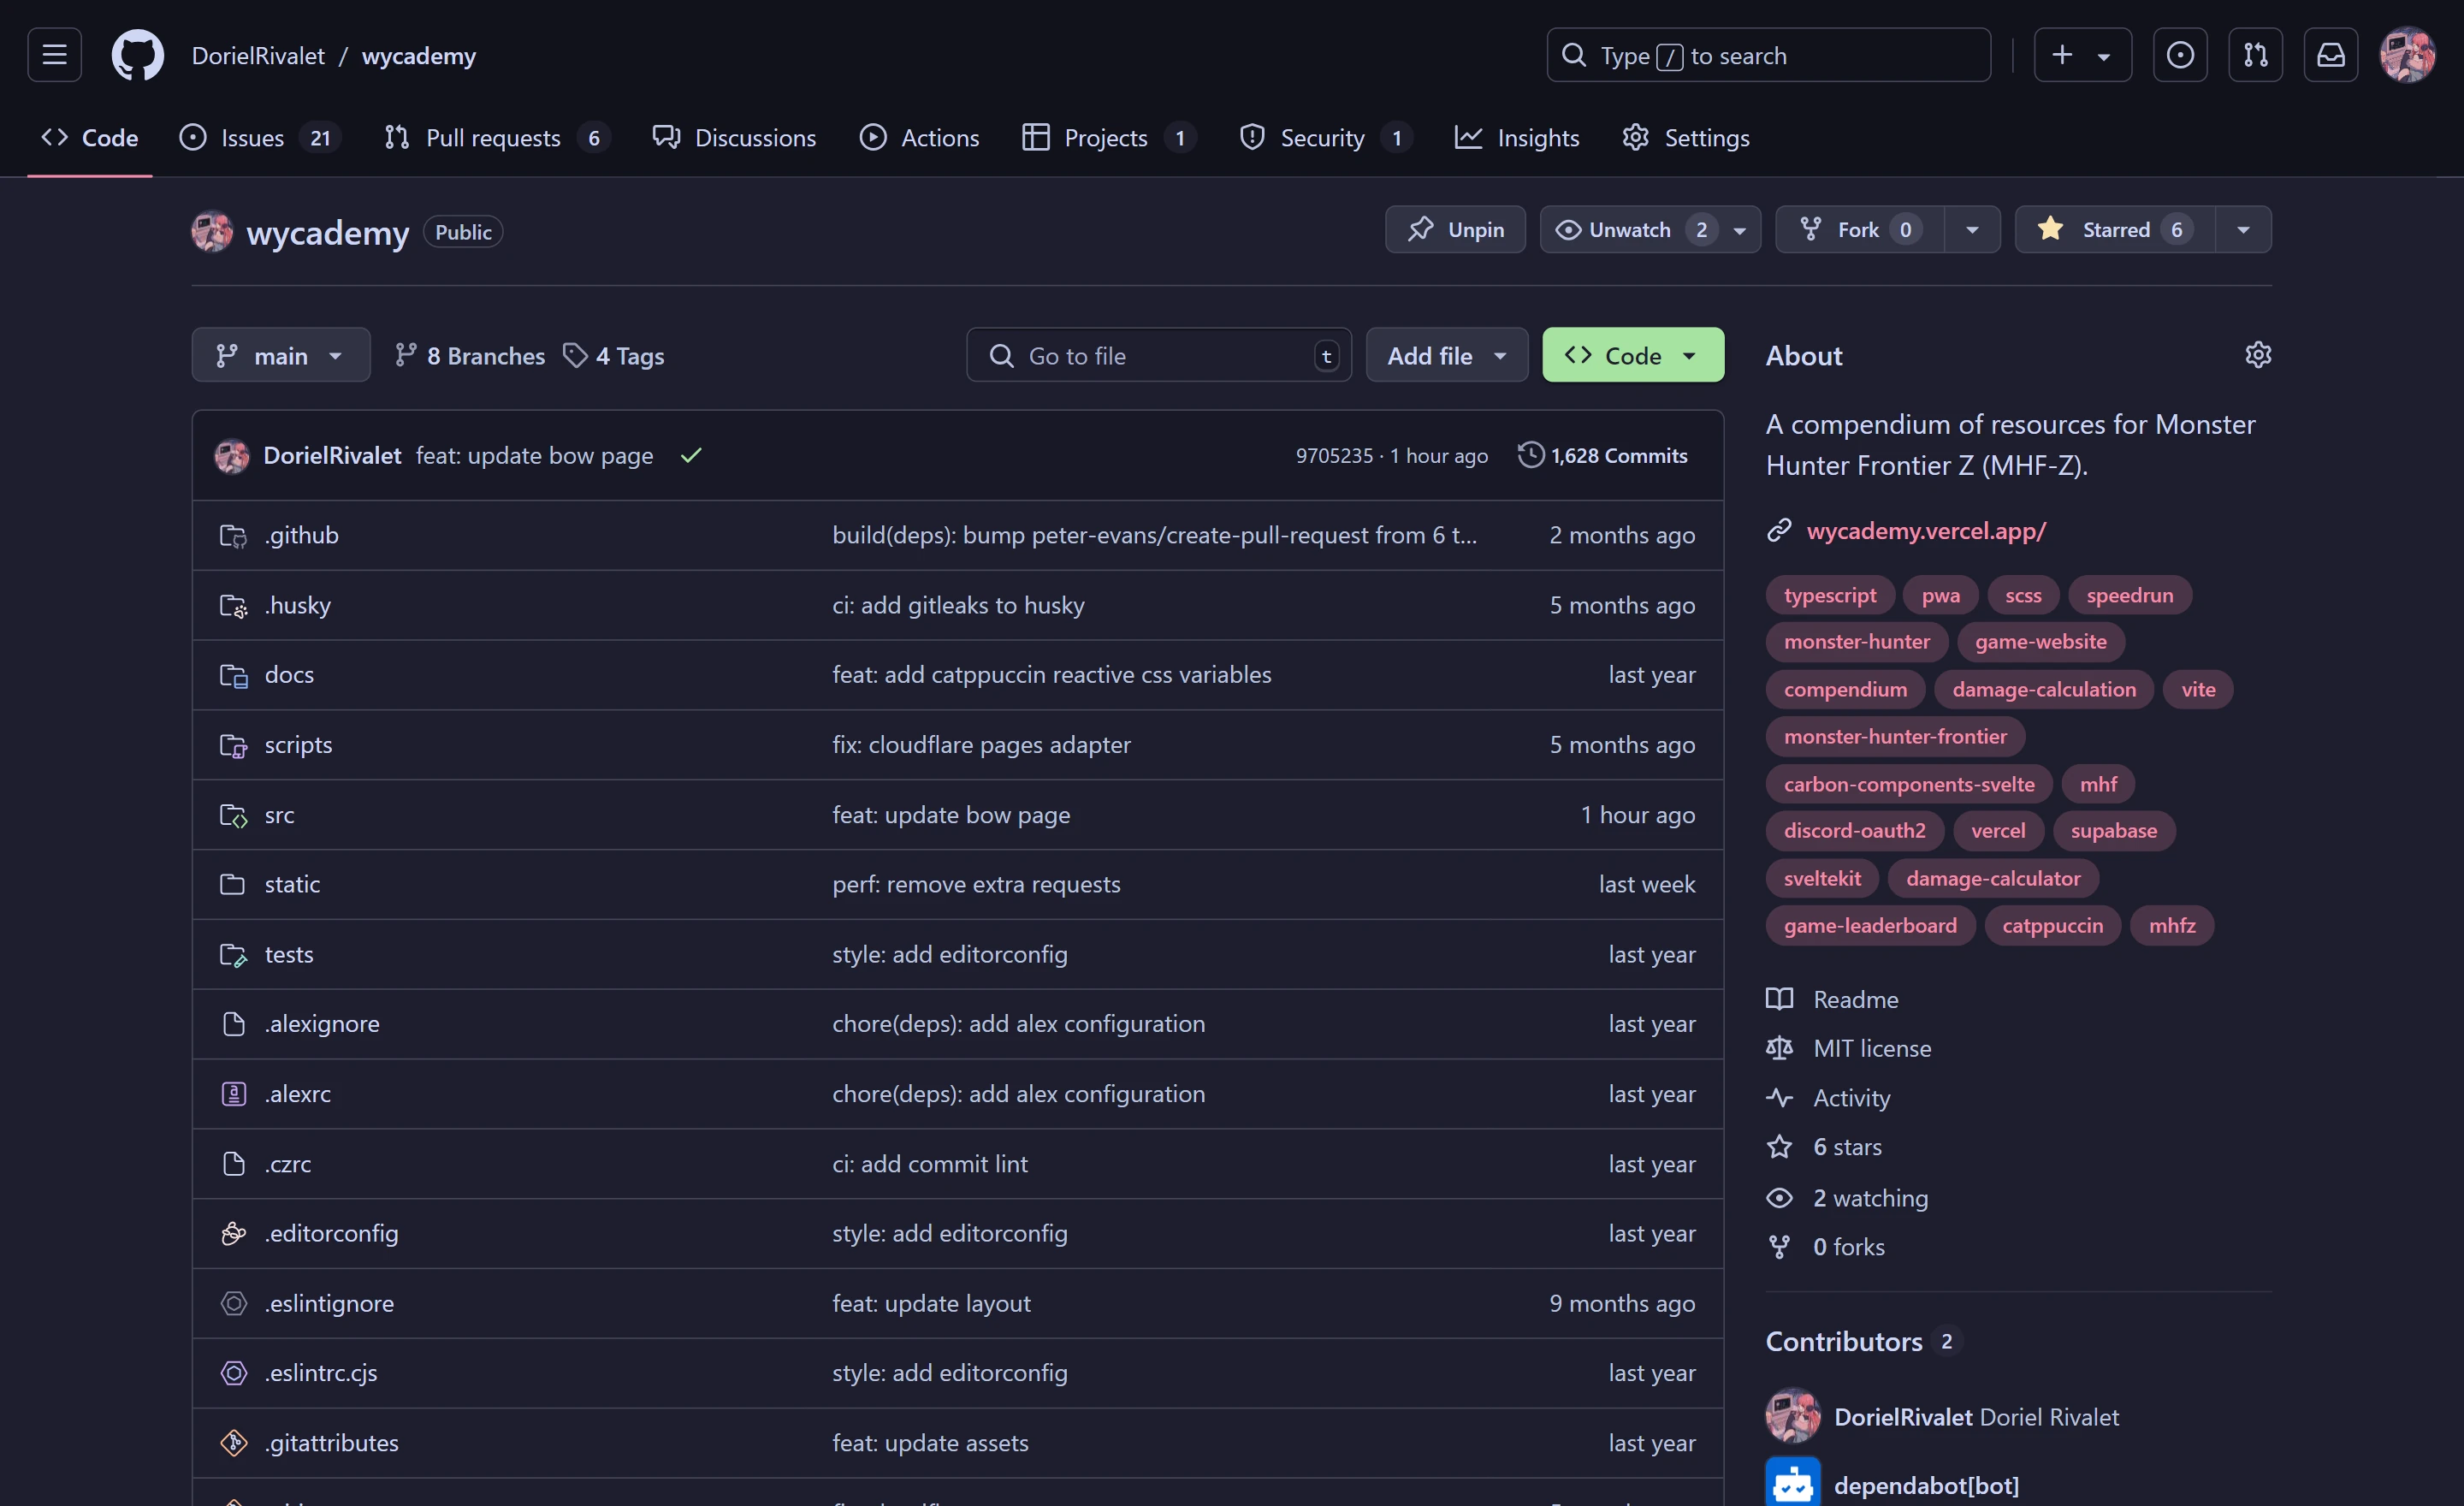 DorielRivalet / wycademy
Type / to search
Code
Issues 21
Pull requests 6
Discussions
Actions
Projects 1
Security 1
Insights
Settings
wycademy Public
Unpin
Unwatch 2
Fork 0
Starred 6
main
8 Branches
4 Tags
Go to file t
Add file
Code
DorielRivalet feat: update bow page 9705235 · 1 hour ago 1,628 Commits
.github build(deps): bump peter-evans/create-pull-request from 6 t... 2 months ago
.husky ci: add gitleaks to husky 5 months ago
docs feat: add catppuccin reactive css variables last year
scripts fix: cloudflare pages adapter 5 months ago
src feat: update bow page 1 hour ago
static perf: remove extra requests last week
tests style: add editorconfig last year
.alexignore chore(deps): add alex configuration last year
.alexrc chore(deps): add alex configuration last year
.czrc ci: add commit lint last year
.editorconfig style: add editorconfig last year
.eslintignore feat: update layout 9 months ago
.eslintrc.cjs style: add editorconfig last year
.gitattributes feat: update assets last year
About
A compendium of resources for Monster
Hunter Frontier Z (MHF-Z).
wycademy.vercel.app/
typescript pwa scss speedrun
monster-hunter game-website
compendium damage-calculation vite
monster-hunter-frontier
carbon-components-svelte mhf
discord-oauth2 vercel supabase
sveltekit damage-calculator
game-leaderboard catppuccin mhfz
Readme
MIT license
Activity
6 stars
2 watching
0 forks
Contributors 2
DorielRivalet Doriel Rivalet
dependabot[bot]